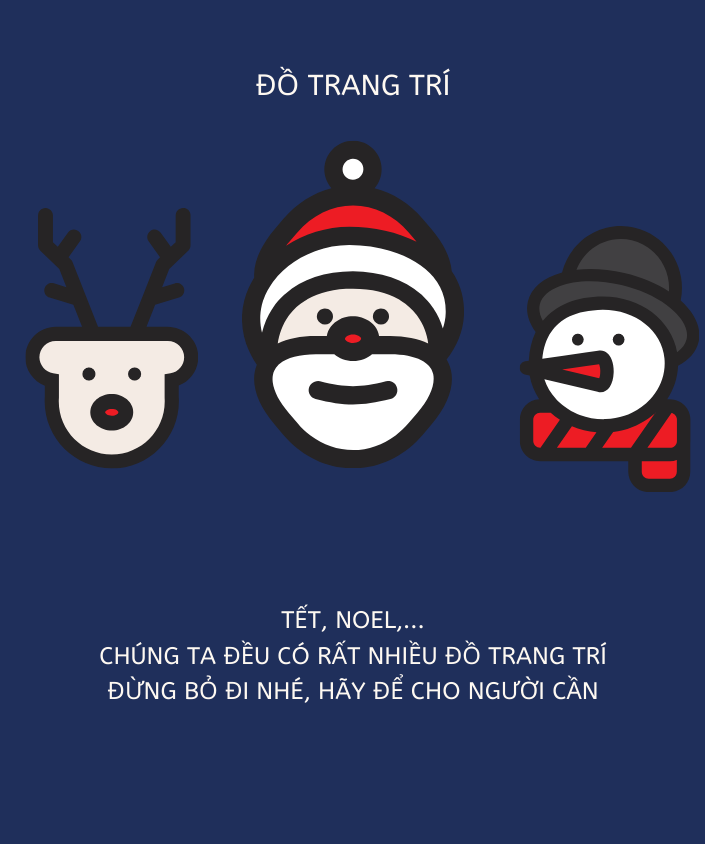 ĐỒ TRANG TRÍ
TẾT, NOEL,...
CHÚNG TA ĐỀU CÓ RẤT NHIỀU ĐỒ TRANG TRÍ
ĐỪNG BỎ ĐI NHÉ, HÃY ĐỂ CHO NGƯỜI CẦN